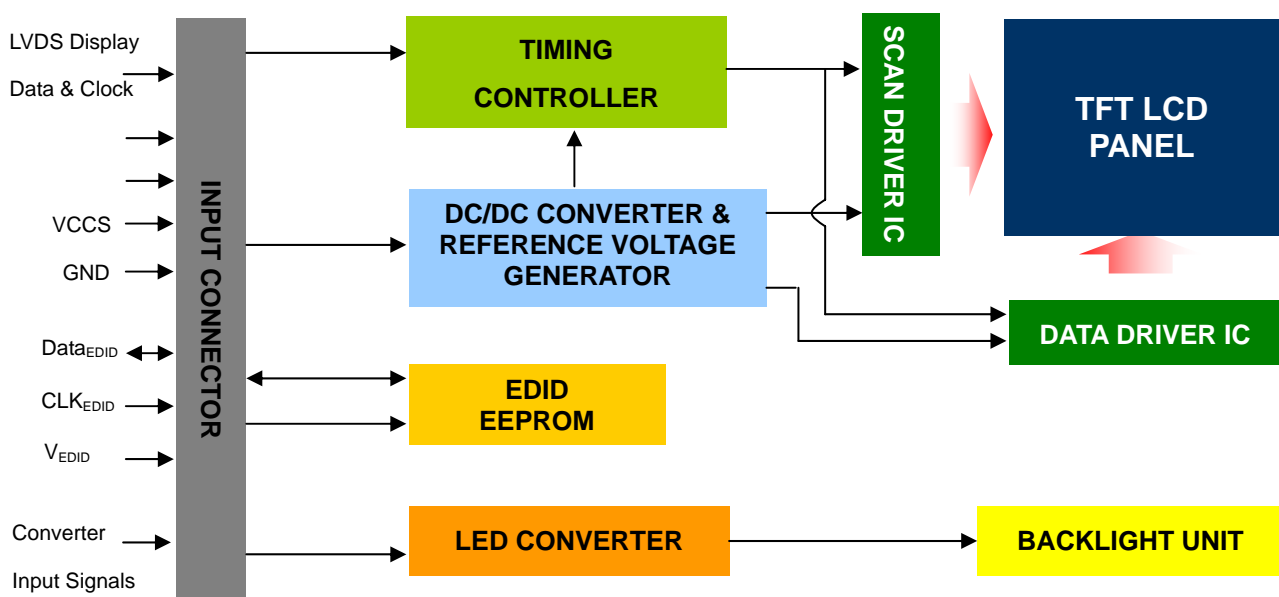 LVDS Display
Data & Clock
VCCS
GND
DataEDID
CLKEDID
VEDID
Converter
Input Signals
INPUT CONNECTOR
TIMING
CONTROLLER
DC/DC CONVERTER &
REFERENCE VOLTAGE
GENERATOR
EDID
EEPROM
LED CONVERTER
SCAN DRIVER IC
TFT LCD
PANEL
DATA DRIVER IC
BACKLIGHT UNIT